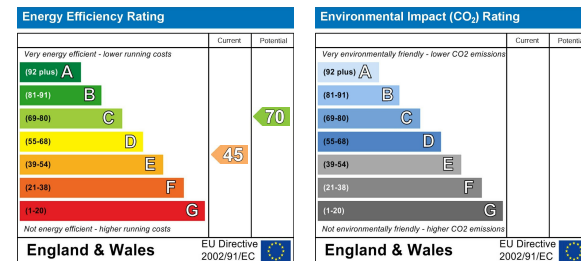 Energy Efficiency Rating
Current Potential
Very energy efficient - lower running costs
(92 plus) A
(81-91) B
(69-80) C
70
(55-68) D
45
(39-54) E
(21-38) F
(1-20) G
Not energy efficient - higher running costs
England & Wales
EU Directive
2002/91/EC
Environmental Impact (CO₂) Rating
Current Potential
Very environmentally friendly - lower CO2 emissions
(92 plus) A
(81-91) B
(69-80) C
(55-68) D
(39-54) E
(21-38) F
(1-20) G
Not environmentally friendly - higher CO2 emissions
England & Wales
EU Directive
2002/91/EC